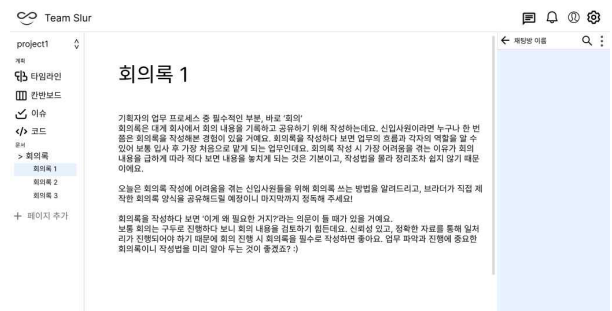 Team Slur
project1
계획
타임라인
칸반보드
이슈
</> 코드
문서
> 회의록
회의록 1
회의록 2
회의록 3
+ 페이지 추가
회의록 1
기획자의 업무 프로세스 중 필수적인 부분, 바로 '회의'
회의록은 대게 회사에서 회의 내용을 기록하고 공유하기 위해 작성하는데요. 신입사원이라면 누구나 한 번
쯤은 회의록을 작성해본 경험이 있을 거예요. 회의록을 작성하다 보면 업무의 흐름과 각자의 역할을 알 수
있어 보통 입사 후 가장 처음으로 맡게 되는 업무인데요. 회의록 작성 시 가장 어려움을 겪는 이유가 회의
내용을 급하게 따라 적다 보면 내용을 놓치게 되는 것은 기본이고, 작성법을 몰라 정리조차 쉽지 않기 때문
이에요.
오늘은 회의록 작성에 어려움을 겪는 신입사원들을 위해 회의록 쓰는 방법을 알려드리고, 브라더가 직접 제
작한 회의록 양식을 공유해드릴 예정이니 마지막까지 정독해 주세요!
회의록을 작성하다 보면 '이게 왜 필요한 거지?'라는 의문이 들 때가 있을 거예요.
보통 회의는 구두로 진행하다 보니 회의 내용을 검토하기 힘든데요. 신뢰성 있고, 정확한 자료를 통해 일처
리가 진행되어야 하기 때문에 회의 진행 시 회의록을 필수로 작성하면 좋아요. 업무 파악과 진행에 중요한
회의록이니 작성법을 미리 알아 두는 것이 좋겠죠? :)
채팅방 이름